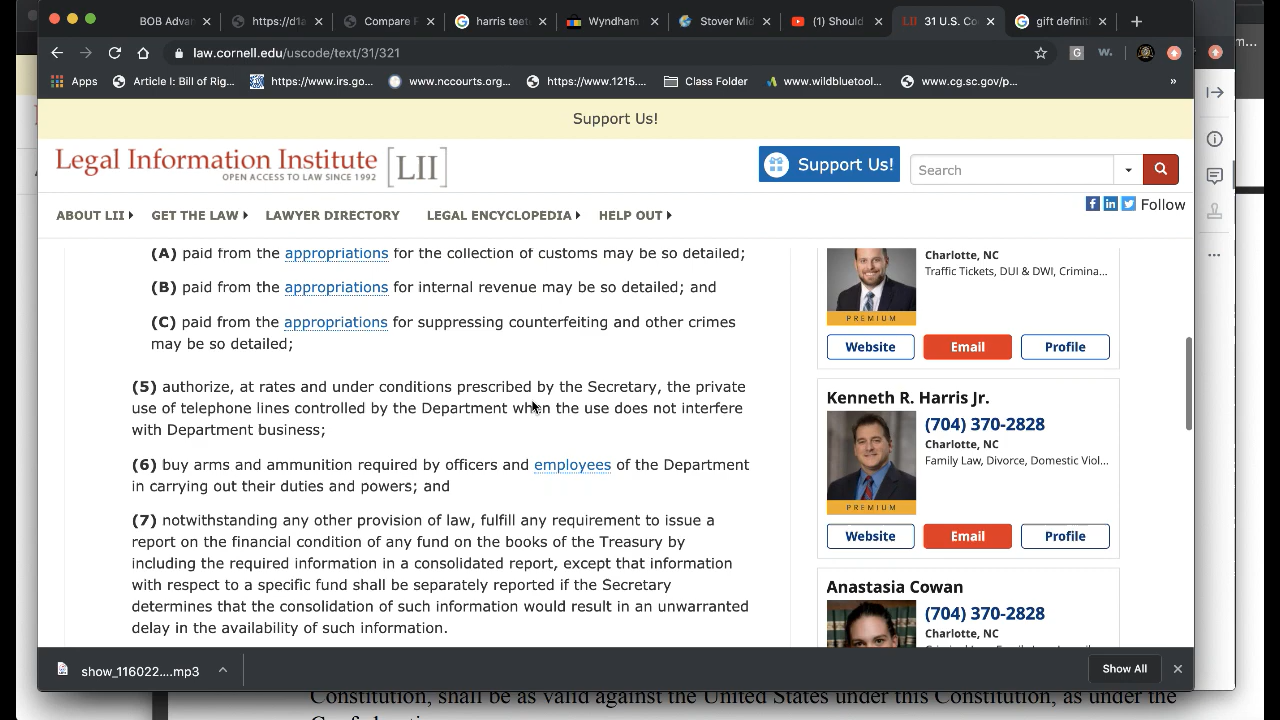 BOB Advar
https://d1a
Compare F
harris teet
Wyndham
Stover Mid
(1) Should
31 U.S. Co
gift definiti
law.cornell.edu/uscode/text/31/321
Apps
Article I: Bill of Rig...
https://www.irs.go...
www.nccourts.org...
https://www.1215....
Class Folder
www.wildbluetool...
www.cg.sc.gov/p...
»
Support Us!
Legal Information Institute [LII]
OPEN ACCESS TO LAW SINCE 1992
Support Us!
Search
ABOUT LII
GET THE LAW
LAWYER DIRECTORY
LEGAL ENCYCLOPEDIA
HELP OUT
Follow
(A) paid from the appropriations for the collection of customs may be so detailed;
(B) paid from the appropriations for internal revenue may be so detailed; and
(C) paid from the appropriations for suppressing counterfeiting and other crimes
may be so detailed;
(5) authorize, at rates and under conditions prescribed by the Secretary, the private
use of telephone lines controlled by the Department when the use does not interfere
with Department business;
(6) buy arms and ammunition required by officers and employees of the Department
in carrying out their duties and powers; and
(7) notwithstanding any other provision of law, fulfill any requirement to issue a
report on the financial condition of any fund on the books of the Treasury by
including the required information in a consolidated report, except that information
with respect to a specific fund shall be separately reported if the Secretary
determines that the consolidation of such information would result in an unwarranted
delay in the availability of such information.
Charlotte, NC
Traffic Tickets, DUI & DWI, Crimina...
PREMIUM
Website
Email
Profile
Kenneth R. Harris Jr.
(704) 370-2828
Charlotte, NC
Family Law, Divorce, Domestic Viol...
PREMIUM
Website
Email
Profile
Anastasia Cowan
(704) 370-2828
Charlotte, NC
show_116022....mp3
Show All
Constitution, shall be as valid against the United States under this Constitution, as under the